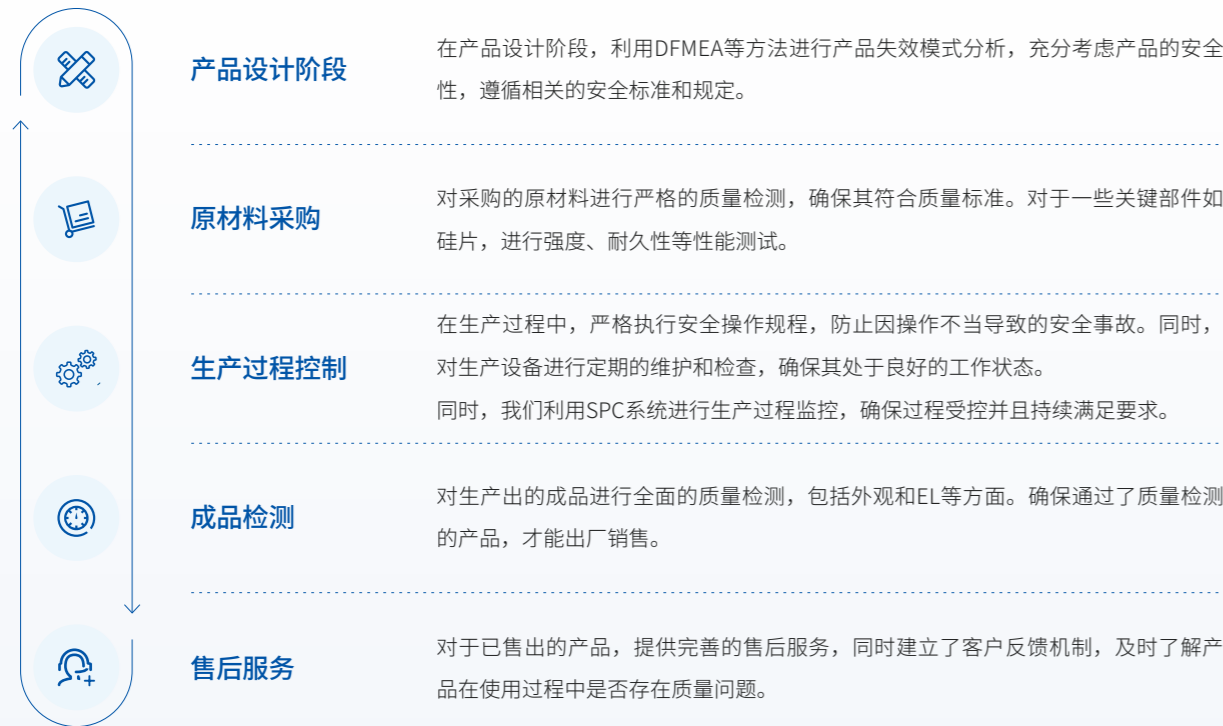 产品设计阶段
在产品设计阶段，利用DFMEA等方法进行产品失效模式分析，充分考虑产品的安全
性，遵循相关的安全标准和规定。
原材料采购
对采购的原材料进行严格的质量检测，确保其符合质量标准。对于一些关键部件如
硅片，进行强度、耐久性等性能测试。
生产过程控制
在生产过程中，严格执行安全操作规程，防止因操作不当导致的安全事故。同时，
对生产设备进行定期的维护和检查，确保其处于良好的工作状态。
同时，我们利用SPC系统进行生产过程监控，确保过程受控并且持续满足要求。
成品检测
对生产出的成品进行全面的质量检测，包括外观和EL等方面。确保通过了质量检测
的产品，才能出厂销售。
售后服务
对于已售出的产品，提供完善的售后服务，同时建立了客户反馈机制，及时了解产
品在使用过程中是否存在质量问题。